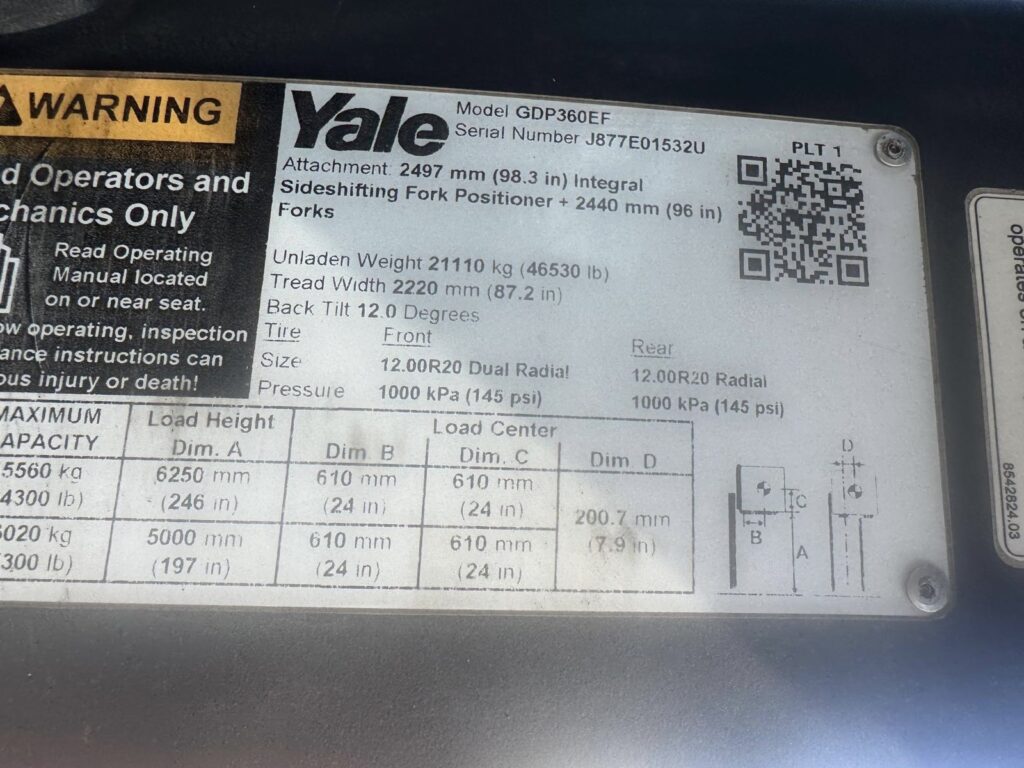 WARNING
d Operators and
chanics Only
Read Operating
Manual located
on or near seat.
ow operating, inspection
ance instructions can
ous injury or death!
Yale
Model GDP360EF
Serial Number J877E01532U
Attachment 2497 mm (98.3 in) Integral
Sideshifting Fork Positioner + 2440 mm (96 in)
Forks
PLT 1
Unladen Weight 21110 kg (46530 lb)
Tread Width 2220 mm (87.2 in)
Back Tilt 12.0 Degrees
Tire Front Rear
Size 12.00R20 Dual Radial 12.00R20 Radial
Pressure 1000 kPa (145 psi) 1000 kPa (145 psi)
MAXIMUM Load Height Load Center
APACITY Dim. A Dim. B Dim. C Dim. D
5560 kg 6250 mm 610 mm 610 mm
4300 lb) (246 in) (24 in) (24 in)
200.7 mm
(7.9 in)
6020 kg 5000 mm 610 mm 610 mm
300 lb) (197 in) (24 in) (24 in)
D
C
B
A
8542824.03